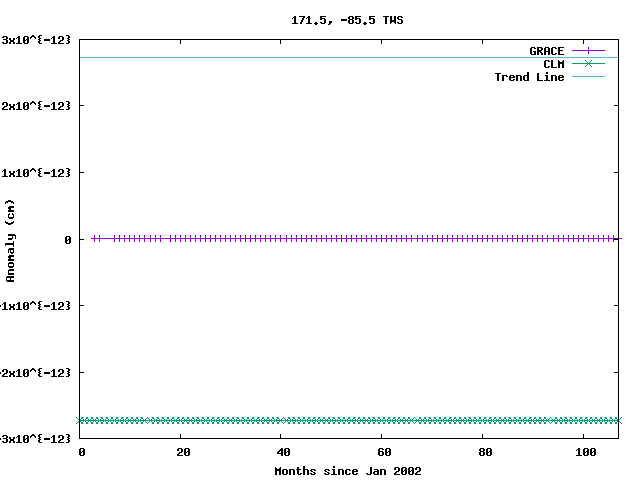 171.5, -85.5 TWS
3x10^{-12}
2x10^{-12}
1x10^{-12}
0
-1x10^{-12}
-2x10^{-12}
-3x10^{-12}
Anomaly (cm)
GRACE
CLM
Trend Line
0 20 40 60 80 100
Months since Jan 2002